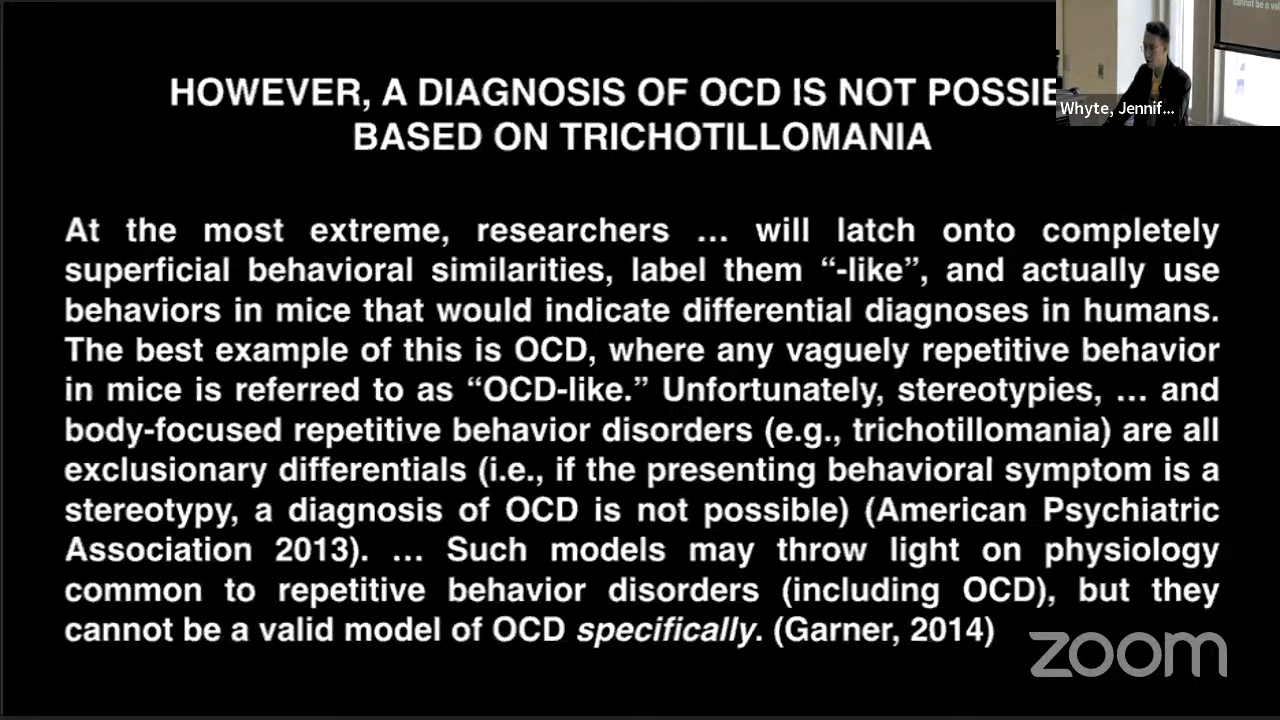 HOWEVER, A DIAGNOSIS OF OCD IS NOT
BASED ON TRICHOTILLOMANIA
At the most extreme, researchers … will latch onto completely
superficial behavioral similarities, label them “-like”, and actually use
behaviors in mice that would indicate differential diagnoses in humans.
The best example of this is OCD, where any vaguely repetitive behavior
in mice is referred to as “OCD-like.” Unfortunately, stereotypies, … and
body-focused repetitive behavior disorders (e.g., trichotillomania) are all
exclusionary differentials (i.e., if the presenting behavioral symptom is a
stereotypy, a diagnosis of OCD is not possible) (American Psychiatric
Association 2013). … Such models may throw light on physiology
common to repetitive behavior disorders (including OCD), but they
cannot be a valid model of OCD specifically. (Garner, 2014)
Whyte, Jennif...
zoom